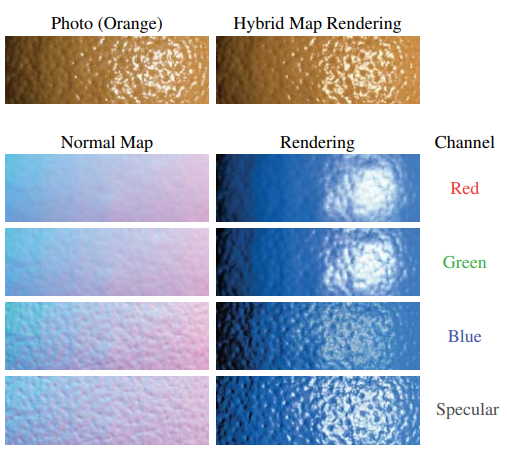 Photo (Orange) Hybrid Map Rendering
Normal Map Rendering Channel
Red
Green
Blue
Specular